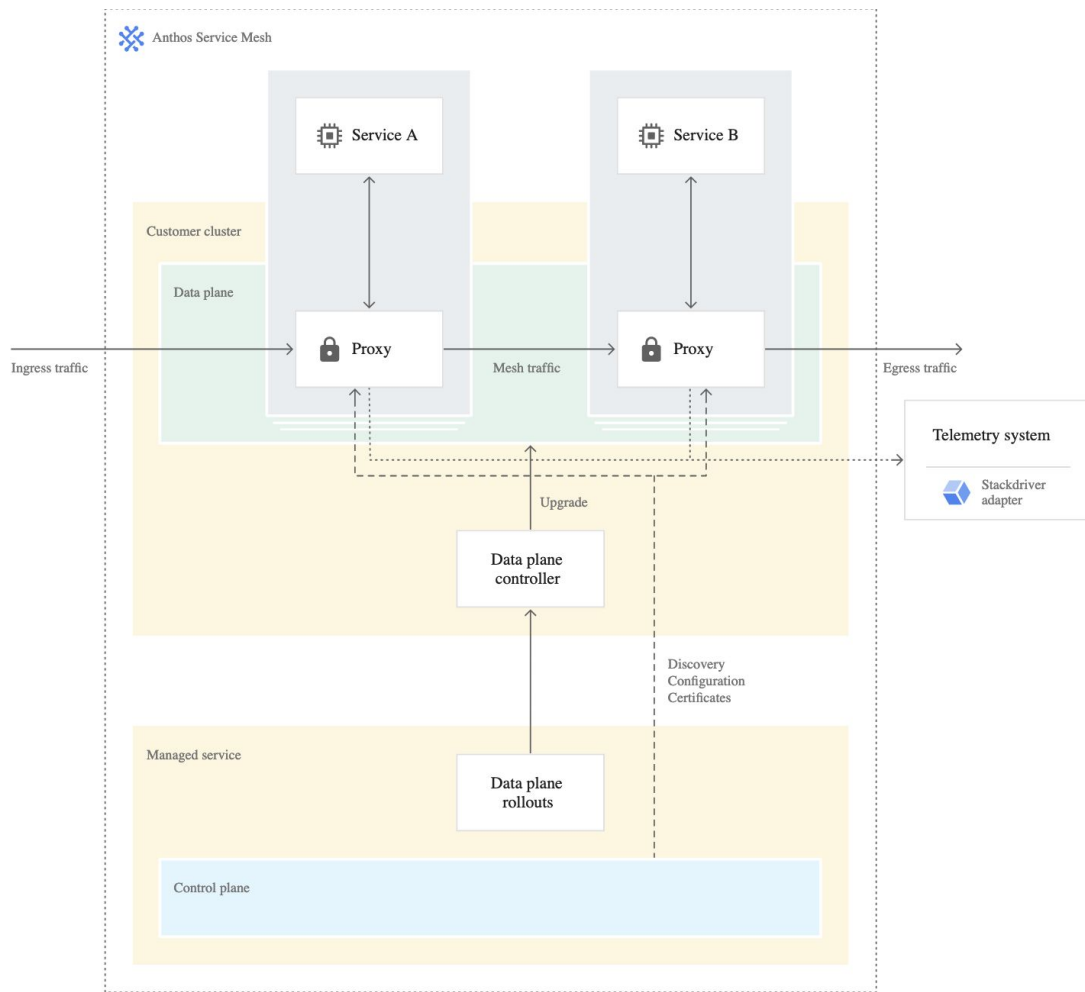 Anthos Service Mesh
Service A
Service B
Customer cluster
Data plane
Proxy
Proxy
Ingress traffic
Mesh traffic
Egress traffic
Telemetry system
Stackdriver
adapter
Upgrade
Data plane
controller
Discovery
Configuration
Certificates
Managed service
Data plane
rollouts
Control plane